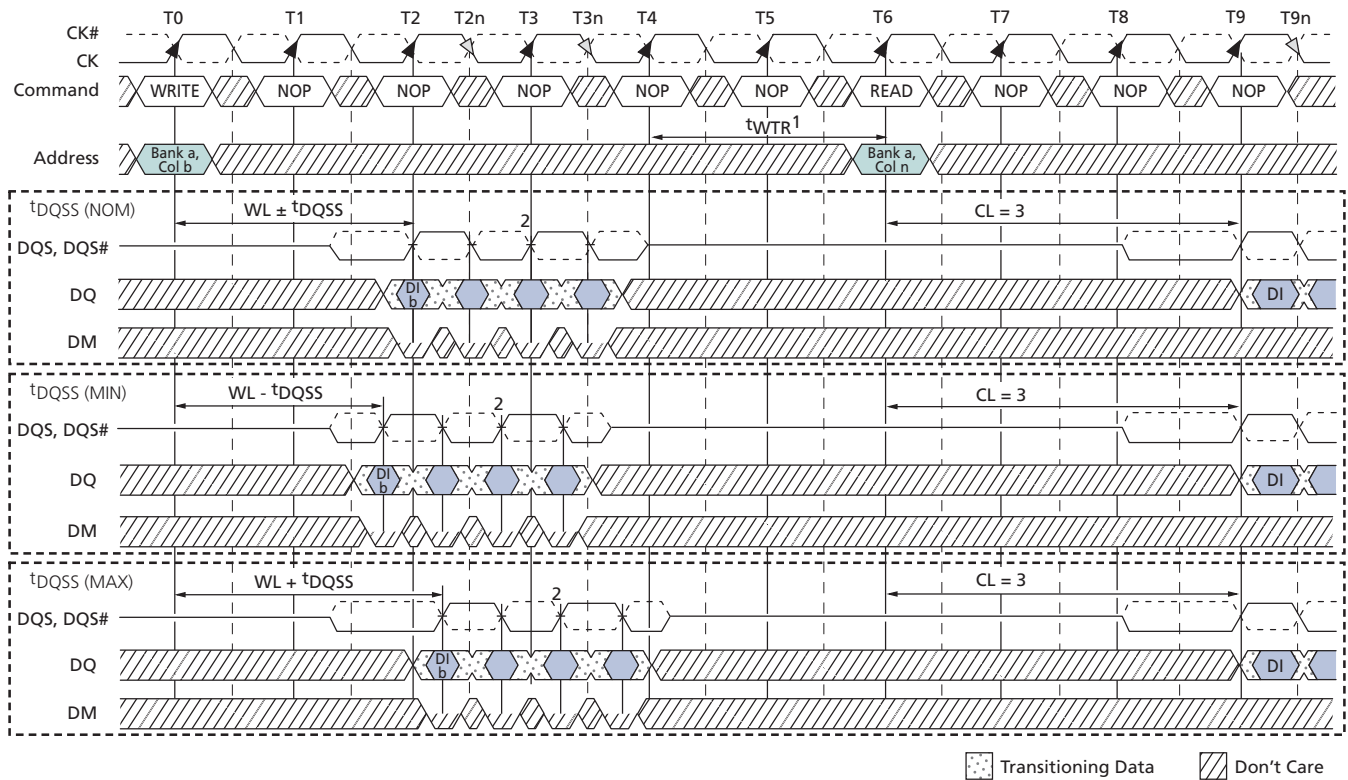 T0 T1 T2 T2n T3 T3n T4 T5 T6 T7 T8 T9 T9n
CK#
CK
Command WRITE NOP NOP NOP NOP NOP READ NOP NOP NOP
tWTR1
Address Bank a, Col b Bank a, Col n
tDQSS (NOM) WL ± tDQSS 2 CL = 3
DQS, DQS#
DQ DI b DI
DM
tDQSS (MIN) WL - tDQSS 2 CL = 3
DQS, DQS#
DQ DI b DI
DM
tDQSS (MAX) WL + tDQSS 2 CL = 3
DQS, DQS#
DQ DI b DI
DM
Transitioning Data Don't Care